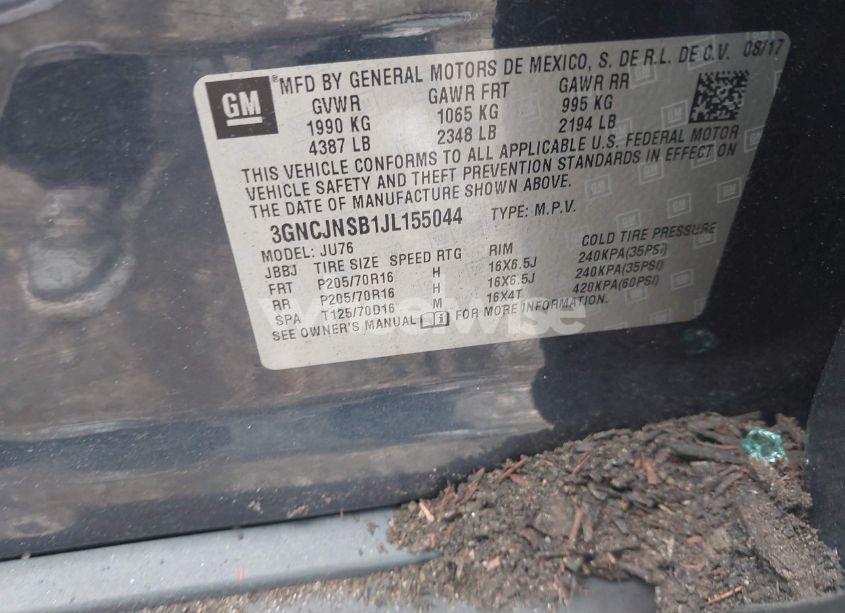 GM
®MFD BY GENERAL MOTORS DE MEXICO, S. DE R.L. DE C.V. 08/17
GVWR GAWR FRT GAWR RR
1990 KG 1065 KG 995 KG
4387 LB 2348 LB 2194 LB
THIS VEHICLE CONFORMS TO ALL APPLICABLE U.S. FEDERAL MOTOR
VEHICLE SAFETY AND THEFT PREVENTION STANDARDS IN EFFECT ON
THE DATE OF MANUFACTURE SHOWN ABOVE.
3GNCJNSB1JL155044 TYPE: M.P.V.
MODEL: JU76
JBBJ TIRE SIZE SPEED RTG RIM COLD TIRE PRESSURE
FRT P205/70R16 H 16X6.5J 240KPA(35PSI)
RR P205/70R16 H 16X6.5J 240KPA(35PSI)
SPA T125/70D16 M 16X4T 420KPA(60PSI)
SEE OWNER'S MANUAL FOR MORE INFORMATION.